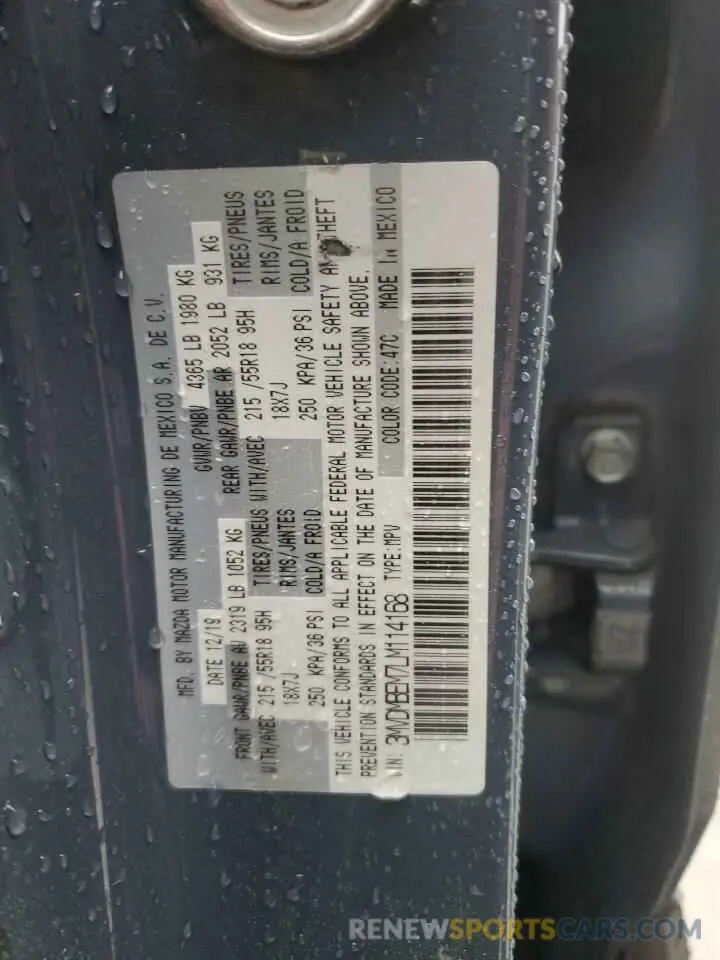 MFD. BY MAZDA MOTOR MANUFACTURING DE MEXICO S.A. DE C.V.
DATE 12/19 GVWR/PNBV 4365 LB 1980 KG
FRONT GAWR/PNBE AV 2319 LB 1052 KG REAR GAWR/PNBE AR 2052 LB 931 KG
WITH/AVEC 215 /55R18 95H TIRES/PNEUS WITH/AVEC 215 /55R18 95H TIRES/PNEUS
18X7J RIMS/JANTES 18X7J RIMS/JANTES
250 KPA/36 PSI COLD/A FROID 250 KPA/36 PSI COLD/A FROID
THIS VEHICLE CONFORMS TO ALL APPLICABLE FEDERAL MOTOR VEHICLE SAFETY THEFT
PREVENTION STANDARDS IN EFFECT ON THE DATE OF MANUFACTURE SHOWN ABOVE.
VIN: 3MVDMBEM7LM114168 TYPE:MPV COLOR CODE:47C MADE IN MEXICO
RENEWSPORTSCARS.COM